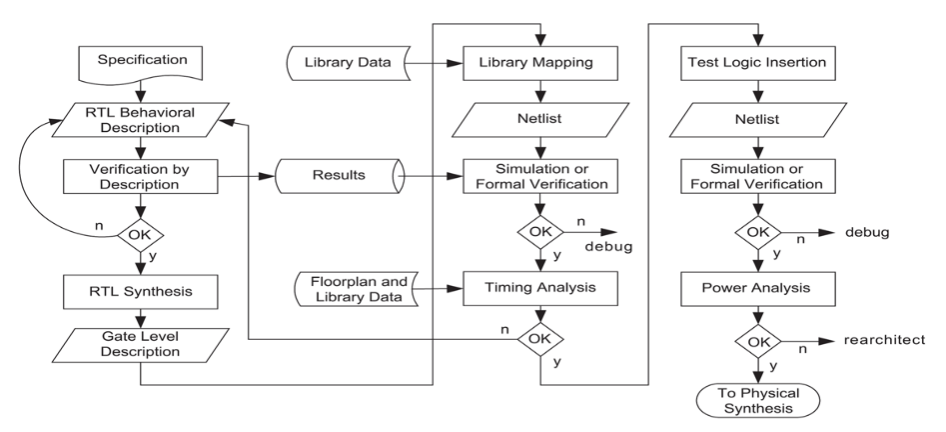 Specification
RTL Behavioral
Description
Verification by
Description
n
OK
y
RTL Synthesis
Gate Level
Description
Library Data
Results
Floorplan and
Library Data
Library Mapping
Netlist
Simulation or
Formal Verification
OK
n
debug
y
Timing Analysis
n
OK
y
Test Logic Insertion
Netlist
Simulation or
Formal Verification
OK
n
debug
y
Power Analysis
OK
n
rearchitect
y
To Physical
Synthesis